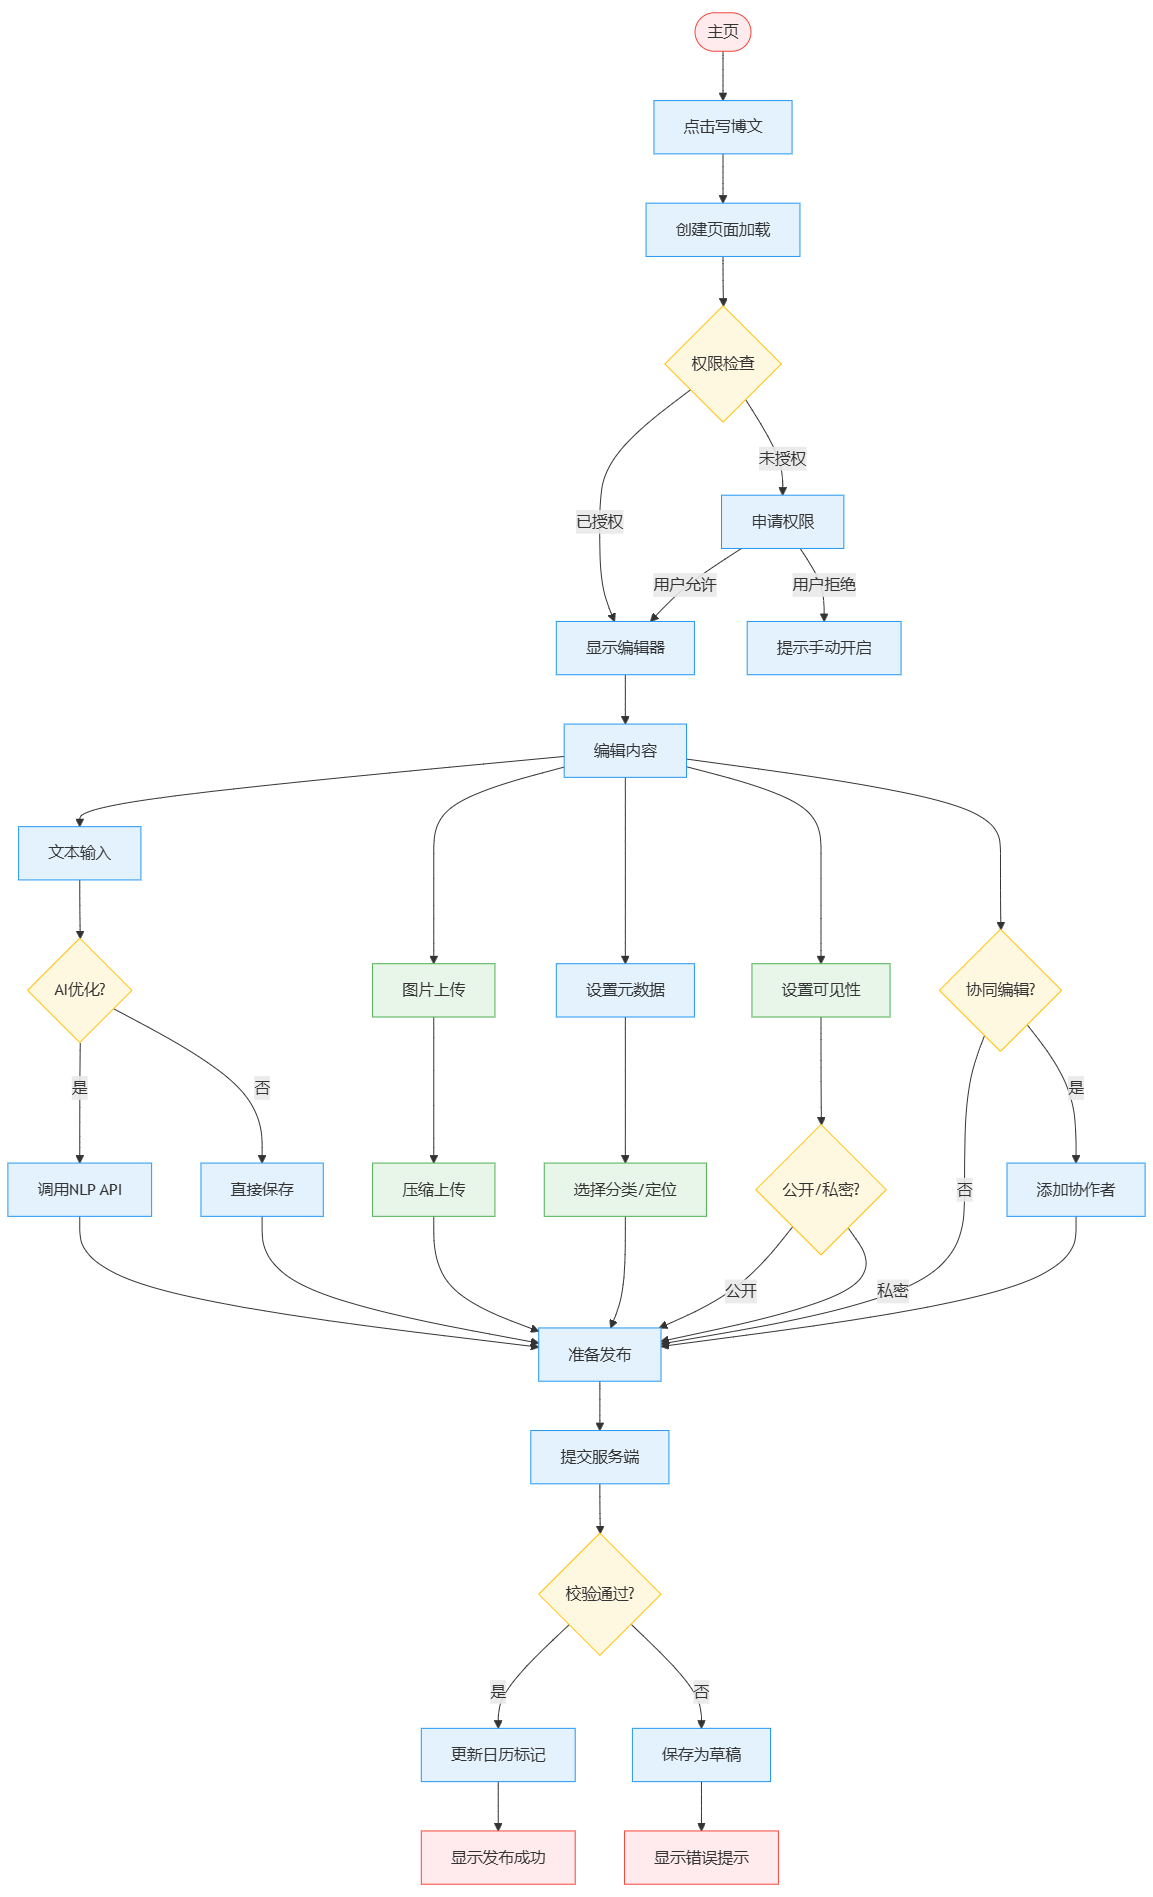 主页
点击写博文
创建页面加载
权限检查
未授权
已授权
申请权限
用户允许
用户拒绝
显示编辑器
提示手动开启
编辑内容
文本输入
AI优化?
图片上传
设置元数据
设置可见性
协同编辑?
是
否
是
调用NLP API
直接保存
压缩上传
选择分类/定位
公开/私密?
否
添加协作者
公开
私密
准备发布
提交服务端
校验通过?
是
否
更新日历标记
保存为草稿
显示发布成功
显示错误提示